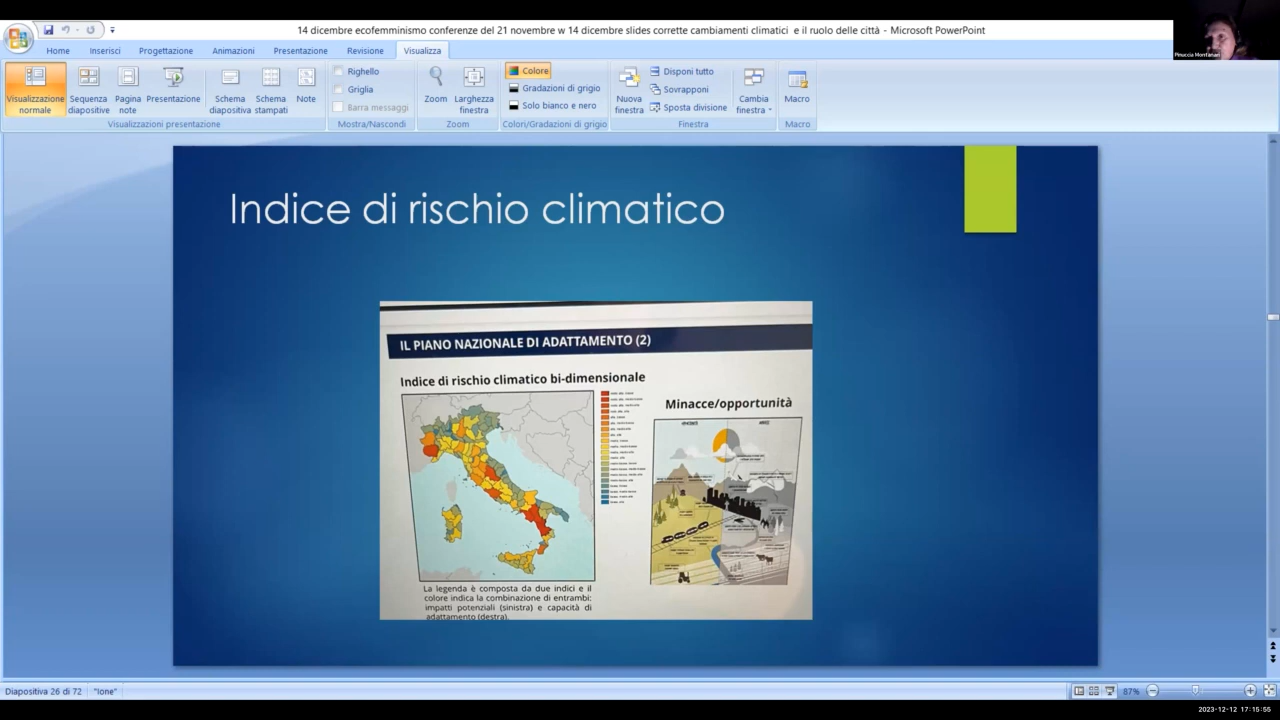 14 dicembre ecofemminismo conferenze del 21 novembre w 14 dicembre slides corrette cambiamenti climatici e il ruolo delle città - Microsoft PowerPoint
Pinuccia Montanari
Home Inserisci Progettazione Animazioni Presentazione Revisione Visualizza
Visualizzazione normale
Sequenza diapositive
Pagina note
Presentazione
Schema diapositiva
Schema stampati
Note
Visualizzazioni presentazione
Righello
Griglia
Barra messaggi
Mostra/Nascondi
Zoom
Larghezza finestra
Zoom
Colore
Gradazioni di grigio
Solo bianco e nero
Colori/Gradazioni di grigio
Nuova finestra
Disponi tutto
Sovrapponi
Sposta divisione
Cambia finestra
Finestra
Macro
Macro
Indice di rischio climatico
IL PIANO NAZIONALE DI ADATTAMENTO (2)
Indice di rischio climatico bi-dimensionale
Minacce/opportunità
La legenda è composta da due indici e il
colore indica la combinazione di entrambi:
impatti potenziali (sinistra) e capacità di
adattamento (destra).
Diapositiva 26 di 72 "Ione"
87%
2023-12-12 17:15:55